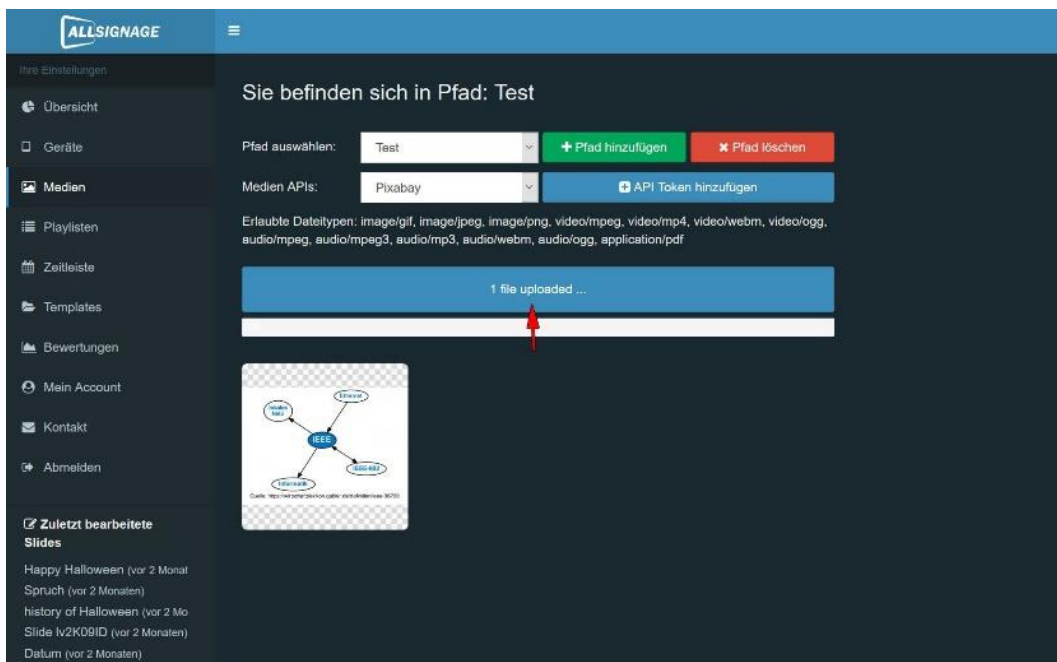 ALLSIGNAGE
Ihre Einstellungen
Übersicht
Geräte
Medien
Playlisten
Zeitleiste
Templates
Bewertungen
Mein Account
Kontakt
Abmelden
Zuletzt bearbeitete
Slides
Happy Halloween (vor 2 Monat
Spruch (vor 2 Monaten)
history of Halloween (vor 2 Mo
Slide lv2K09ID (vor 2 Monaten)
Datum (vor 2 Monaten)
Sie befinden sich in Pfad: Test
Pfad auswählen: Test Pfad hinzufügen Pfad löschen
Medien APIs: Pixabay API Token hinzufügen
Erlaubte Dateitypen: image/gif, image/jpeg, image/png, video/mpeg, video/mp4, video/webm, video/ogg,
audio/mpeg, audio/mpeg3, audio/mp3, audio/webm, audio/ogg, application/pdf
1 file uploaded ...
Ethernet
lokales
Netz
IEEE
IEEE-802
Informatik